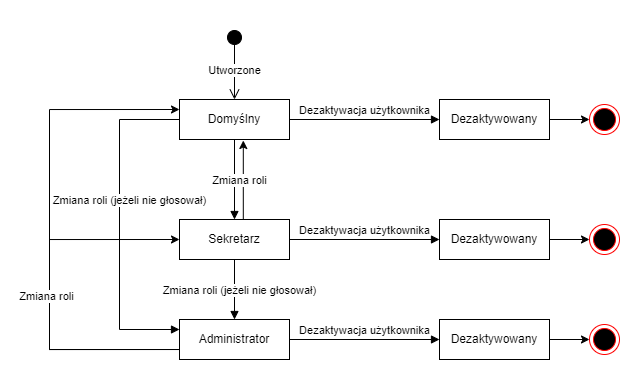 Utworzone
Domyślny
Dezaktywacja użytkownika
Dezaktywowany
Zmiana roli
Zmiana roli (jeżeli nie głosował)
Sekretarz
Dezaktywacja użytkownika
Dezaktywowany
Zmiana roli (jeżeli nie głosował)
Zmiana roli
Administrator
Dezaktywacja użytkownika
Dezaktywowany